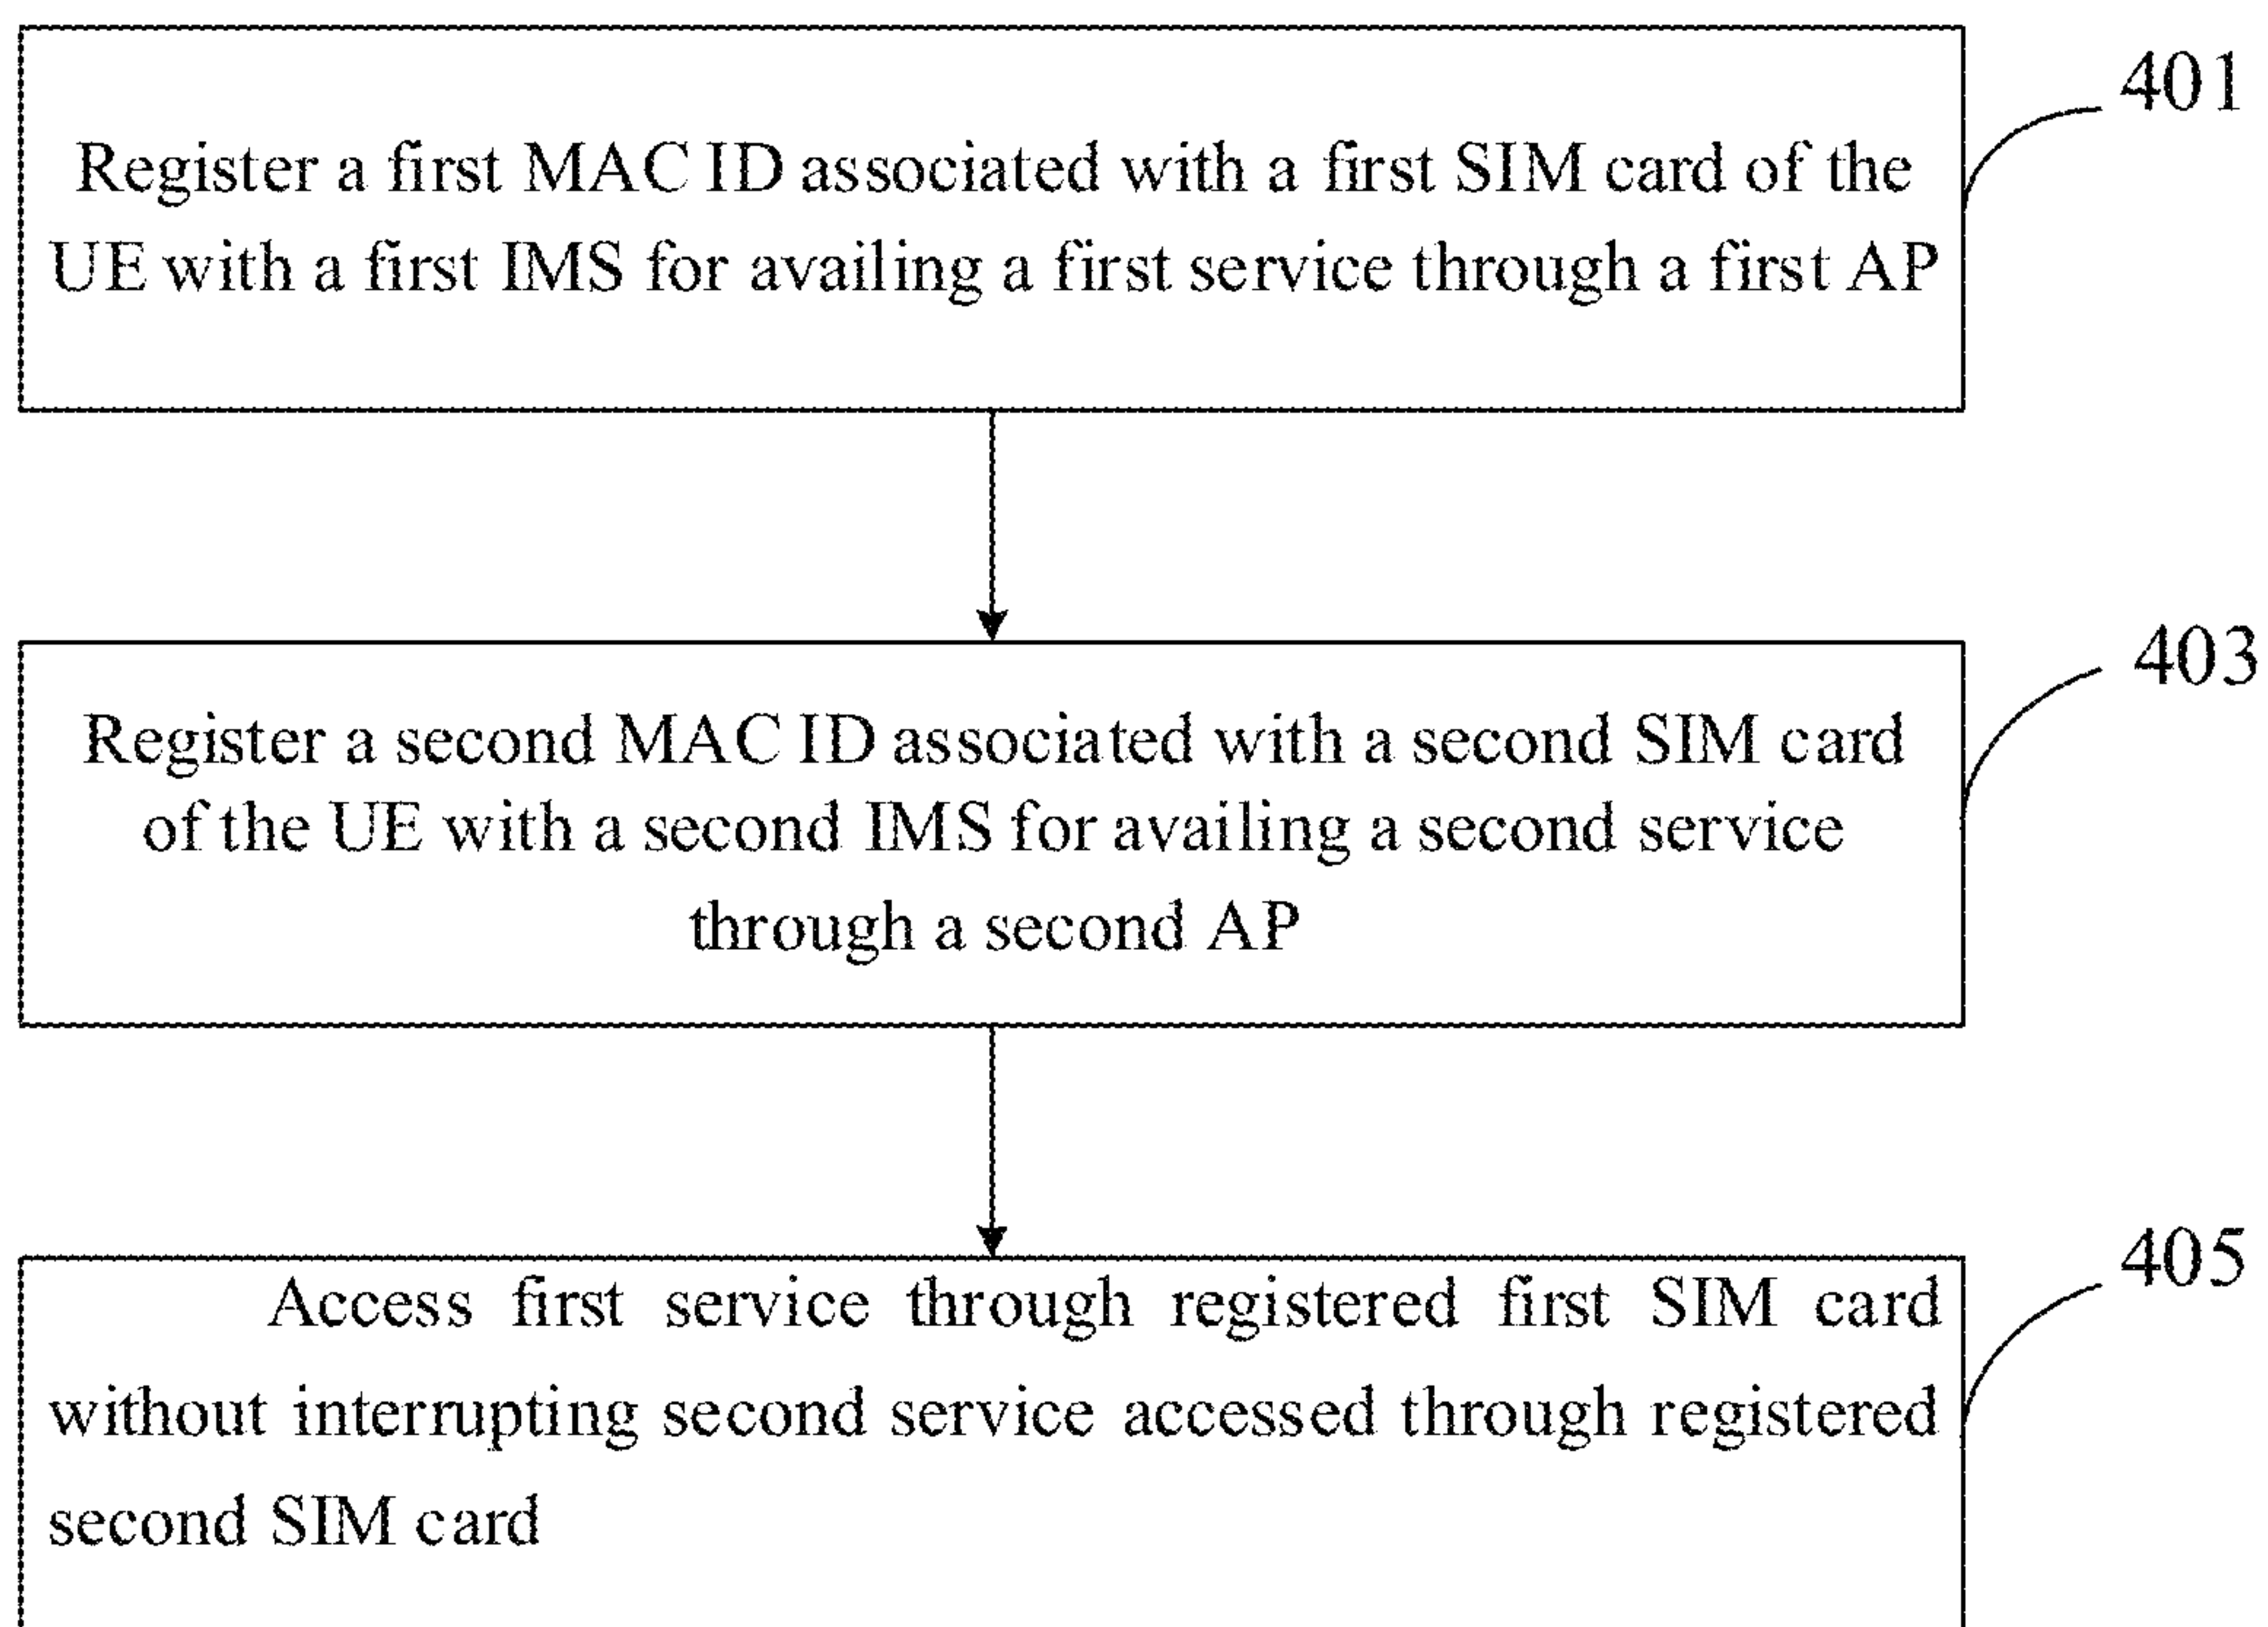 401
Register a first MAC ID associated with a first SIM card of the
UE with a first IMS for availing a first service through a first AP
403
Register a second MAC ID associated with a second SIM card
of the UE with a second IMS for availing a second service
through a second AP
405
Access first service through registered first SIM card
without interrupting second service accessed through registered
second SIM card